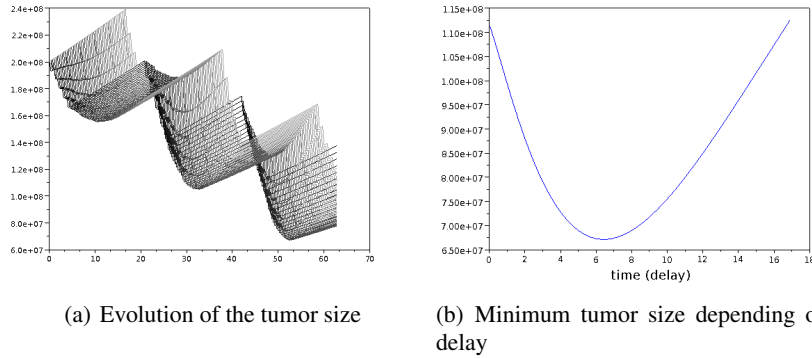 2.4e+08
2.2e+08
2.0e+08
1.8e+08
1.6e+08
1.4e+08
1.2e+08
1.0e+08
8.0e+07
6.0e+07
0 10 20 30 40 50 60 70
(a) Evolution of the tumor size
1.15e+08
1.10e+08
1.05e+08
1.00e+08
9.50e+07
9.00e+07
8.50e+07
8.00e+07
7.50e+07
7.00e+07
6.50e+07
0 2 4 6 8 10 12 14 16 18
time (delay)
(b) Minimum tumor size depending o
delay